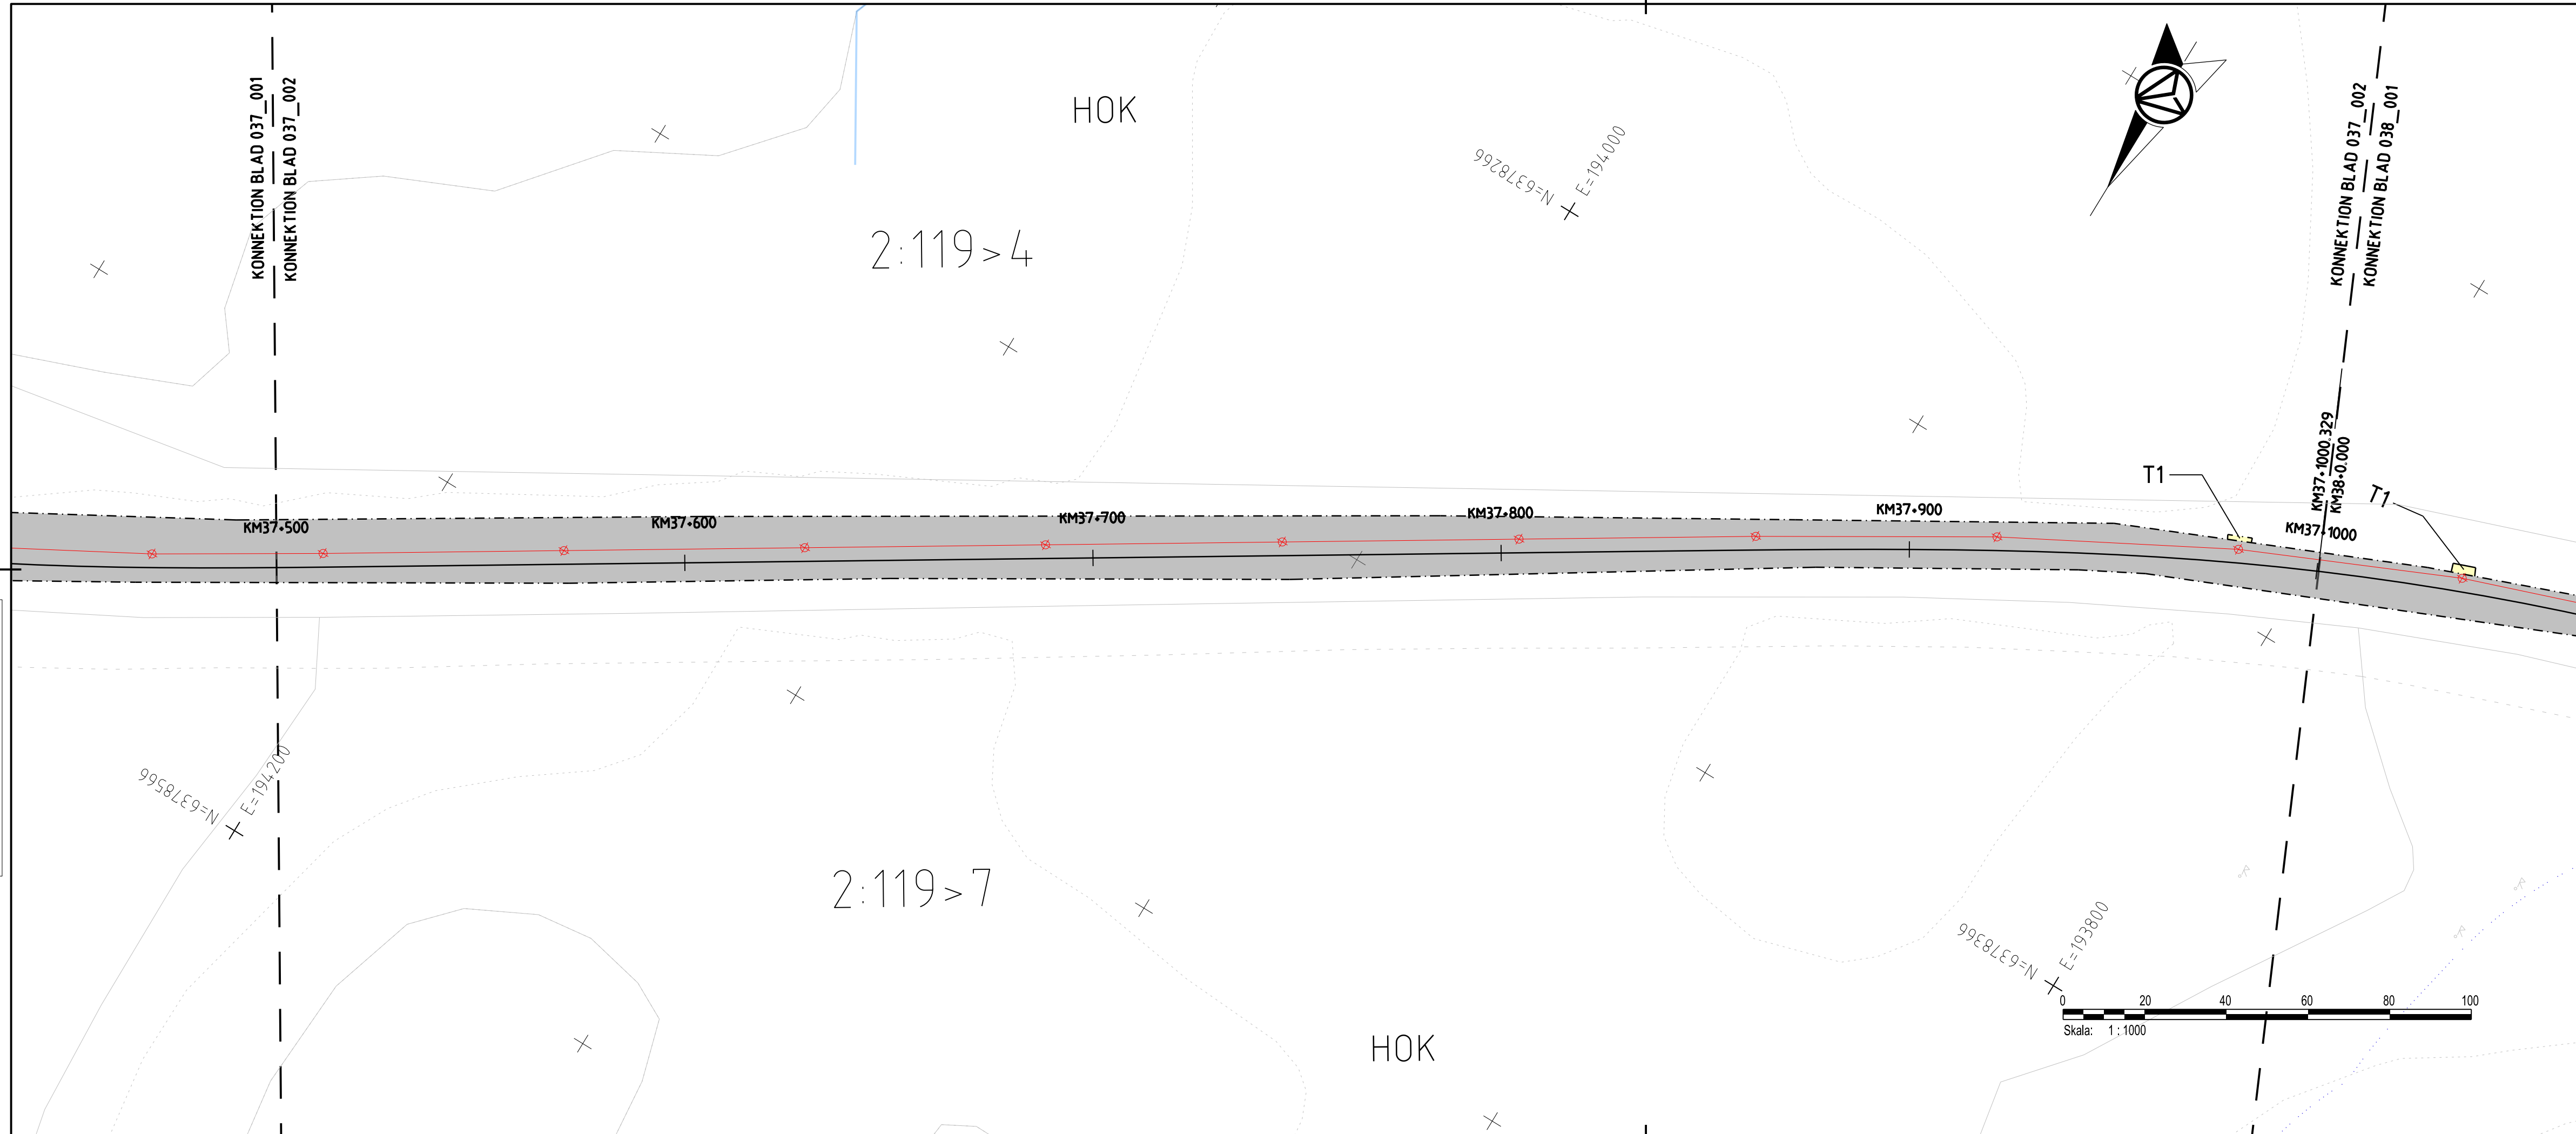 KONNEKTION BLAD 037_001
KONNEKTION BLAD 037_002
HOK
2:119>4
N=6378266
E=194000
KONNEKTION BLAD 037_002
KONNEKTION BLAD 038_001
KM37+1000.329
KM38+0.000
T1
T1
KM37+500
KM37+600
KM37+700
KM37+800
KM37+900
KM37+1000
N=6378566
E=194200
2:119>7
N=6378366
E=193800
HOK
0 20 40 60 80 100
Skala: 1 : 1000